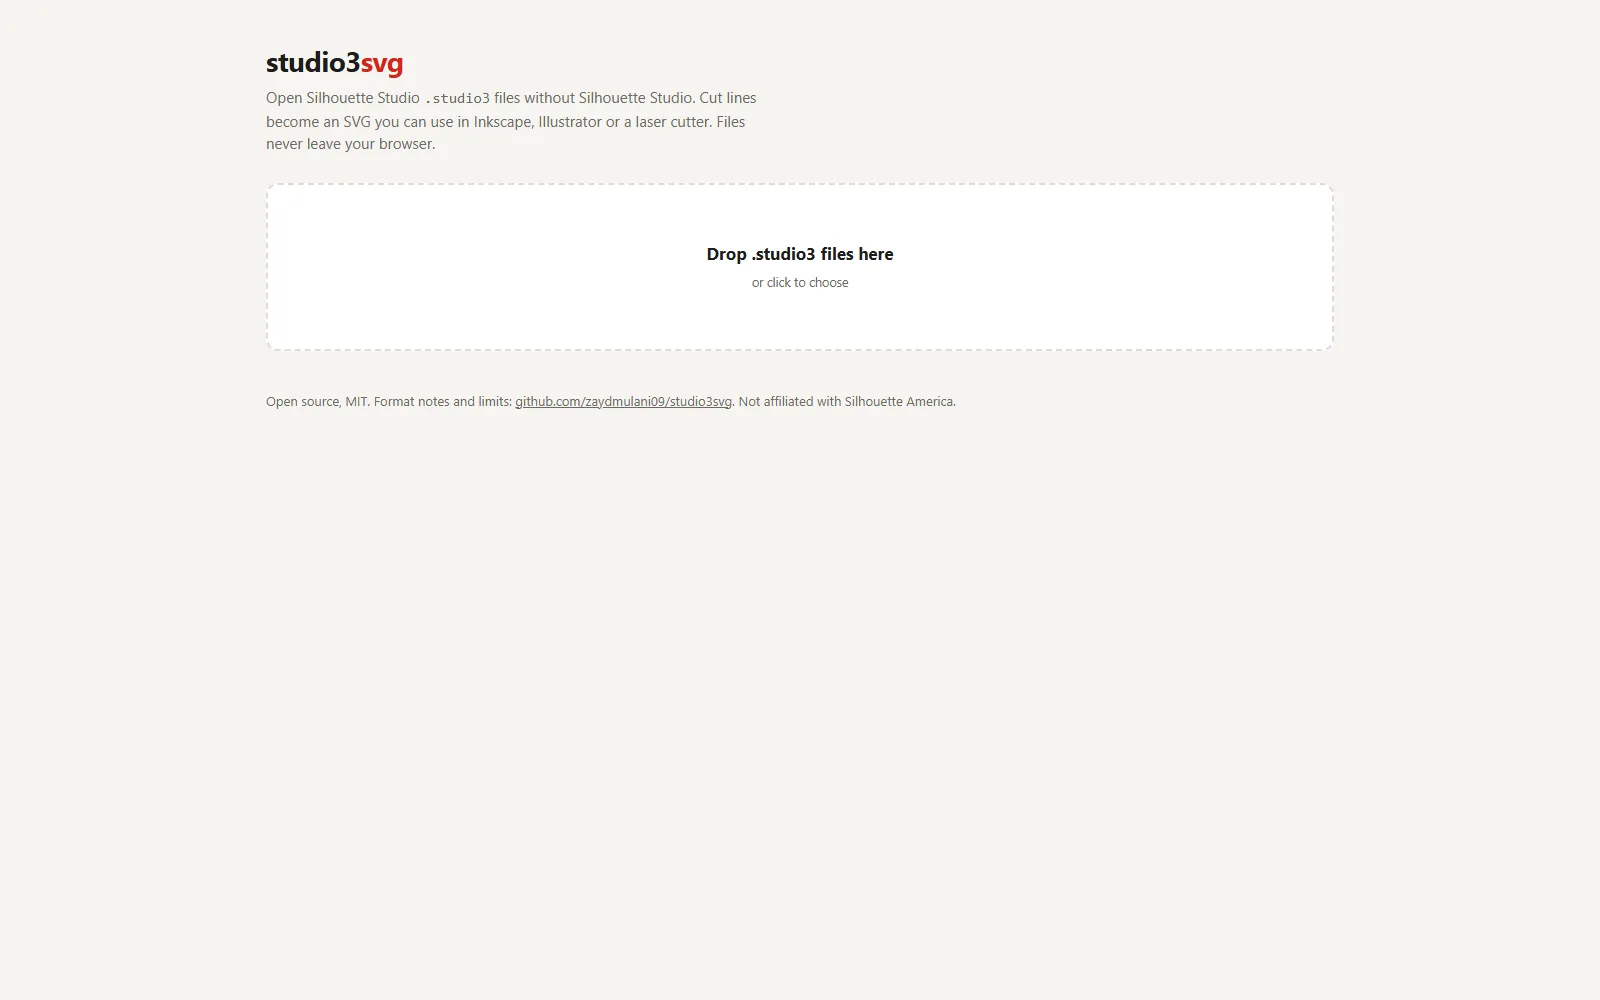 studio3svg
Open Silhouette Studio .studio3 files without Silhouette Studio. Cut lines
become an SVG you can use in Inkscape, Illustrator or a laser cutter. Files
never leave your browser.
Drop .studio3 files here
or click to choose
Open source, MIT. Format notes and limits: github.com/zaydmulani09/studio3svg. Not affiliated with Silhouette America.